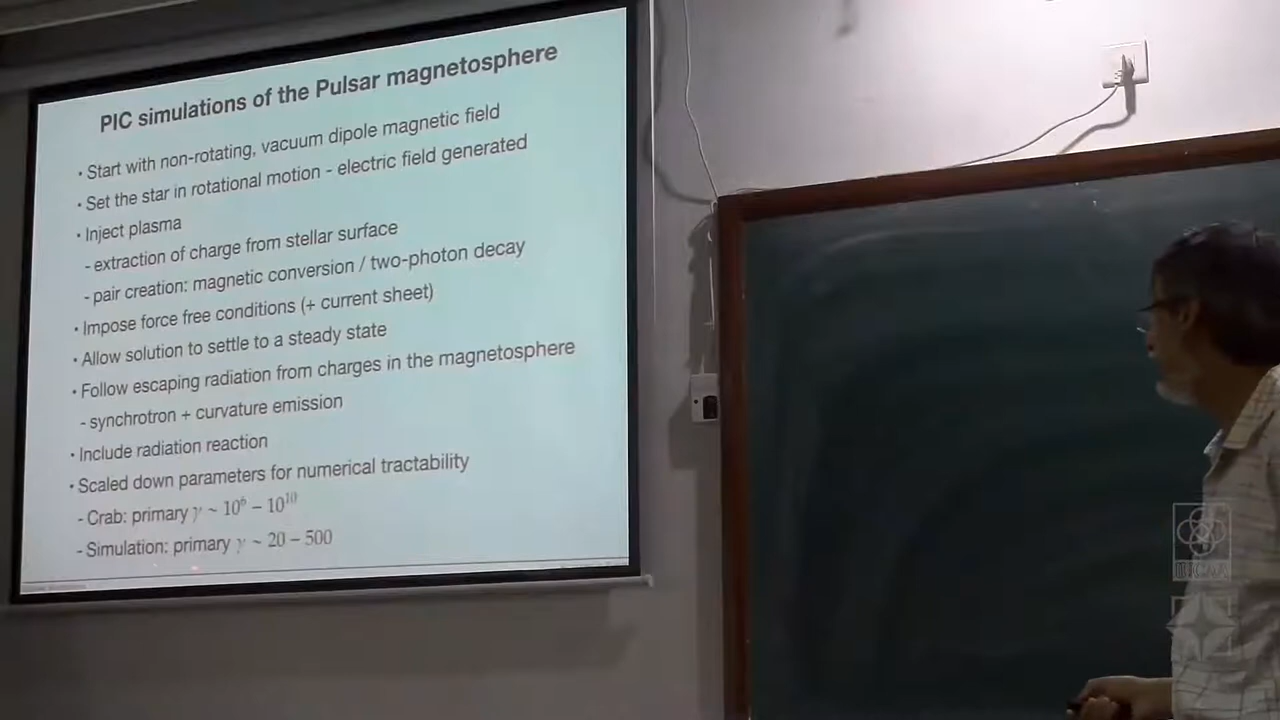 PIC simulations of the Pulsar magnetosphere
• Start with non-rotating, vacuum dipole magnetic field
• Set the star in rotational motion - electric field generated
• Inject plasma
- extraction of charge from stellar surface
- pair creation: magnetic conversion / two-photon decay
• Impose force free conditions (+ current sheet)
• Allow solution to settle to a steady state
• Follow escaping radiation from charges in the magnetosphere
- synchrotron + curvature emission
• Include radiation reaction
• Scaled down parameters for numerical tractability
- Crab: primary γ ~ 10⁶ − 10¹⁰
- Simulation: primary γ ~ 20 − 500
IUCAA